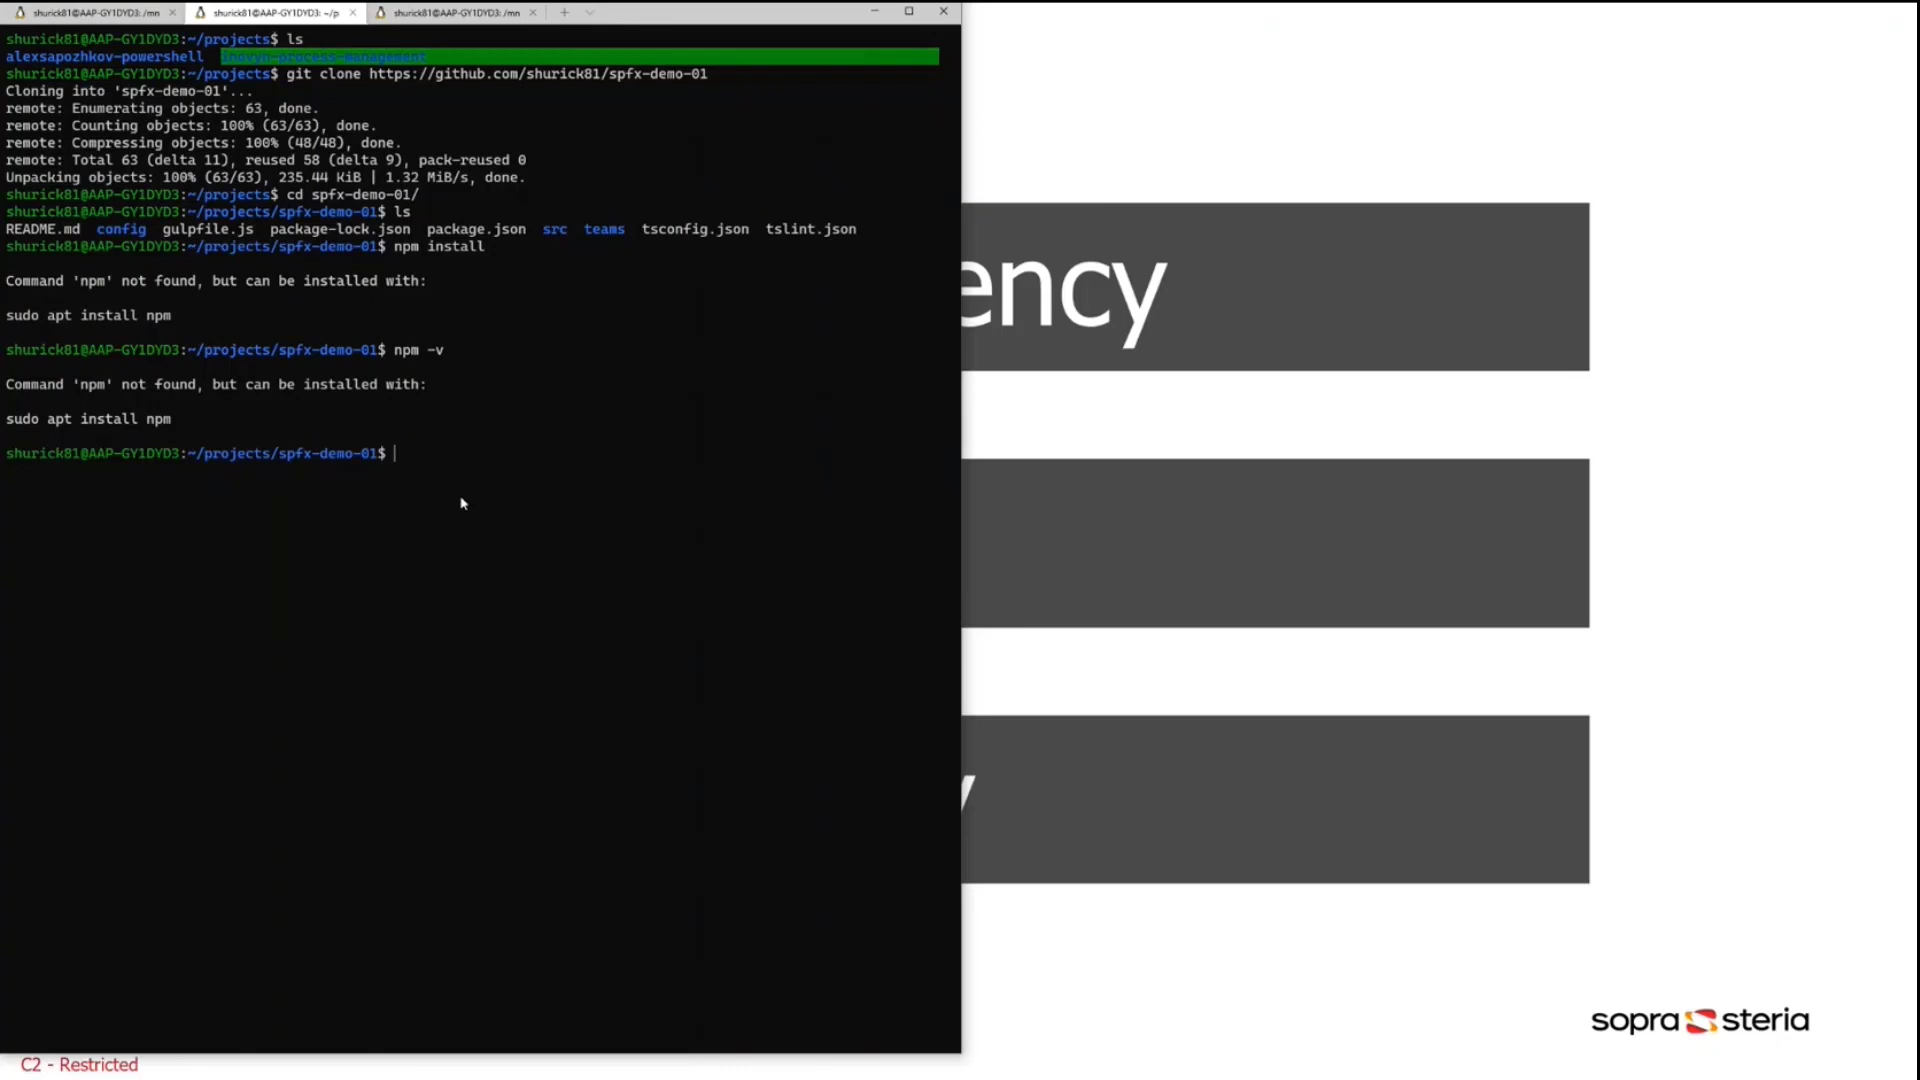 shurick81@AAP-GY1DYD3: /mn
shurick81@AAP-GY1DYD3: ~/p
shurick81@AAP-GY1DYD3: /mn
shurick81@AAP-GY1DYD3:~/projects$ ls
alexsapozhkov-powershell inovyn-process-management
shurick81@AAP-GY1DYD3:~/projects$ git clone https://github.com/shurick81/spfx-demo-01
Cloning into 'spfx-demo-01'...
remote: Enumerating objects: 63, done.
remote: Counting objects: 100% (63/63), done.
remote: Compressing objects: 100% (48/48), done.
remote: Total 63 (delta 11), reused 58 (delta 9), pack-reused 0
Unpacking objects: 100% (63/63), 235.44 KiB | 1.32 MiB/s, done.
shurick81@AAP-GY1DYD3:~/projects$ cd spfx-demo-01/
shurick81@AAP-GY1DYD3:~/projects/spfx-demo-01$ ls
README.md config gulpfile.js package-lock.json package.json src teams tsconfig.json tslint.json
shurick81@AAP-GY1DYD3:~/projects/spfx-demo-01$ npm install
Command 'npm' not found, but can be installed with:
sudo apt install npm
shurick81@AAP-GY1DYD3:~/projects/spfx-demo-01$ npm -v
Command 'npm' not found, but can be installed with:
sudo apt install npm
shurick81@AAP-GY1DYD3:~/projects/spfx-demo-01$
ency
y
sopra steria
C2 - Restricted